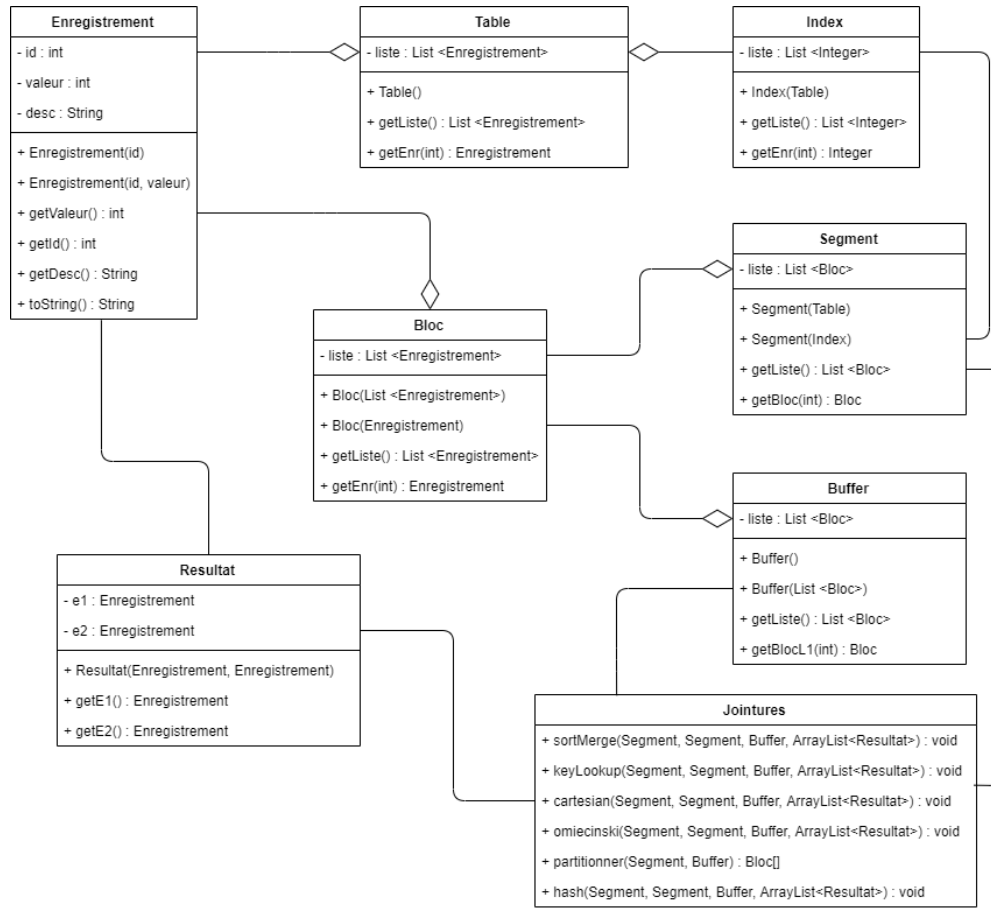 Enregistrement
- id : int
- valeur : int
- desc : String
+ Enregistrement(id)
+ Enregistrement(id, valeur)
+ getValeur() : int
+ getId() : int
+ getDesc() : String
+ toString() : String
Table
- liste : List <Enregistrement>
+ Table()
+ getListe() : List <Enregistrement>
+ getEnr(int) : Enregistrement
Index
- liste : List <Integer>
+ Index(Table)
+ getListe() : List <Integer>
+ getEnr(int) : Integer
Segment
- liste : List <Bloc>
+ Segment(Table)
+ Segment(Index)
+ getListe() : List <Bloc>
+ getBloc(int) : Bloc
Bloc
- liste : List <Enregistrement>
+ Bloc(List <Enregistrement>)
+ Bloc(Enregistrement)
+ getListe() : List <Enregistrement>
+ getEnr(int) : Enregistrement
Buffer
- liste : List <Bloc>
+ Buffer()
+ Buffer(List <Bloc>)
+ getListe() : List <Bloc>
+ getBlocL1(int) : Bloc
Resultat
- e1 : Enregistrement
- e2 : Enregistrement
+ Resultat(Enregistrement, Enregistrement)
+ getE1() : Enregistrement
+ getE2() : Enregistrement
Jointures
+ sortMerge(Segment, Segment, Buffer, ArrayList<Resultat>) : void
+ keyLookup(Segment, Segment, Buffer, ArrayList<Resultat>) : void
+ cartesian(Segment, Segment, Buffer, ArrayList<Resultat>) : void
+ omiecinski(Segment, Segment, Buffer, ArrayList<Resultat>) : void
+ partitionner(Segment, Buffer) : Bloc[]
+ hash(Segment, Segment, Buffer, ArrayList<Resultat>) : void